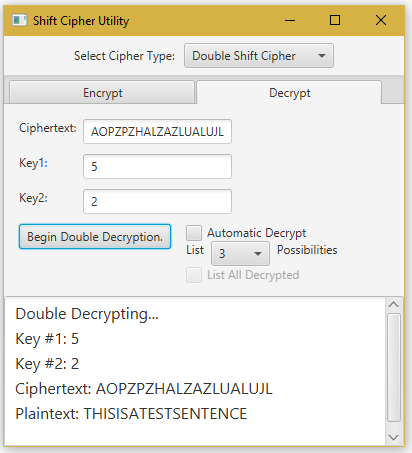 Shift Cipher Utility
Select Cipher Type: Double Shift Cipher
Encrypt Decrypt
Ciphertext: AOPZPZHALZAZLUALUJL
Key1: 5
Key2: 2
Begin Double Decryption. Automatic Decrypt
List 3 Possibilities
List All Decrypted
Double Decrypting...
Key #1: 5
Key #2: 2
Ciphertext: AOPZPZHALZAZLUALUJL
Plaintext: THISISATESTSENTENCE